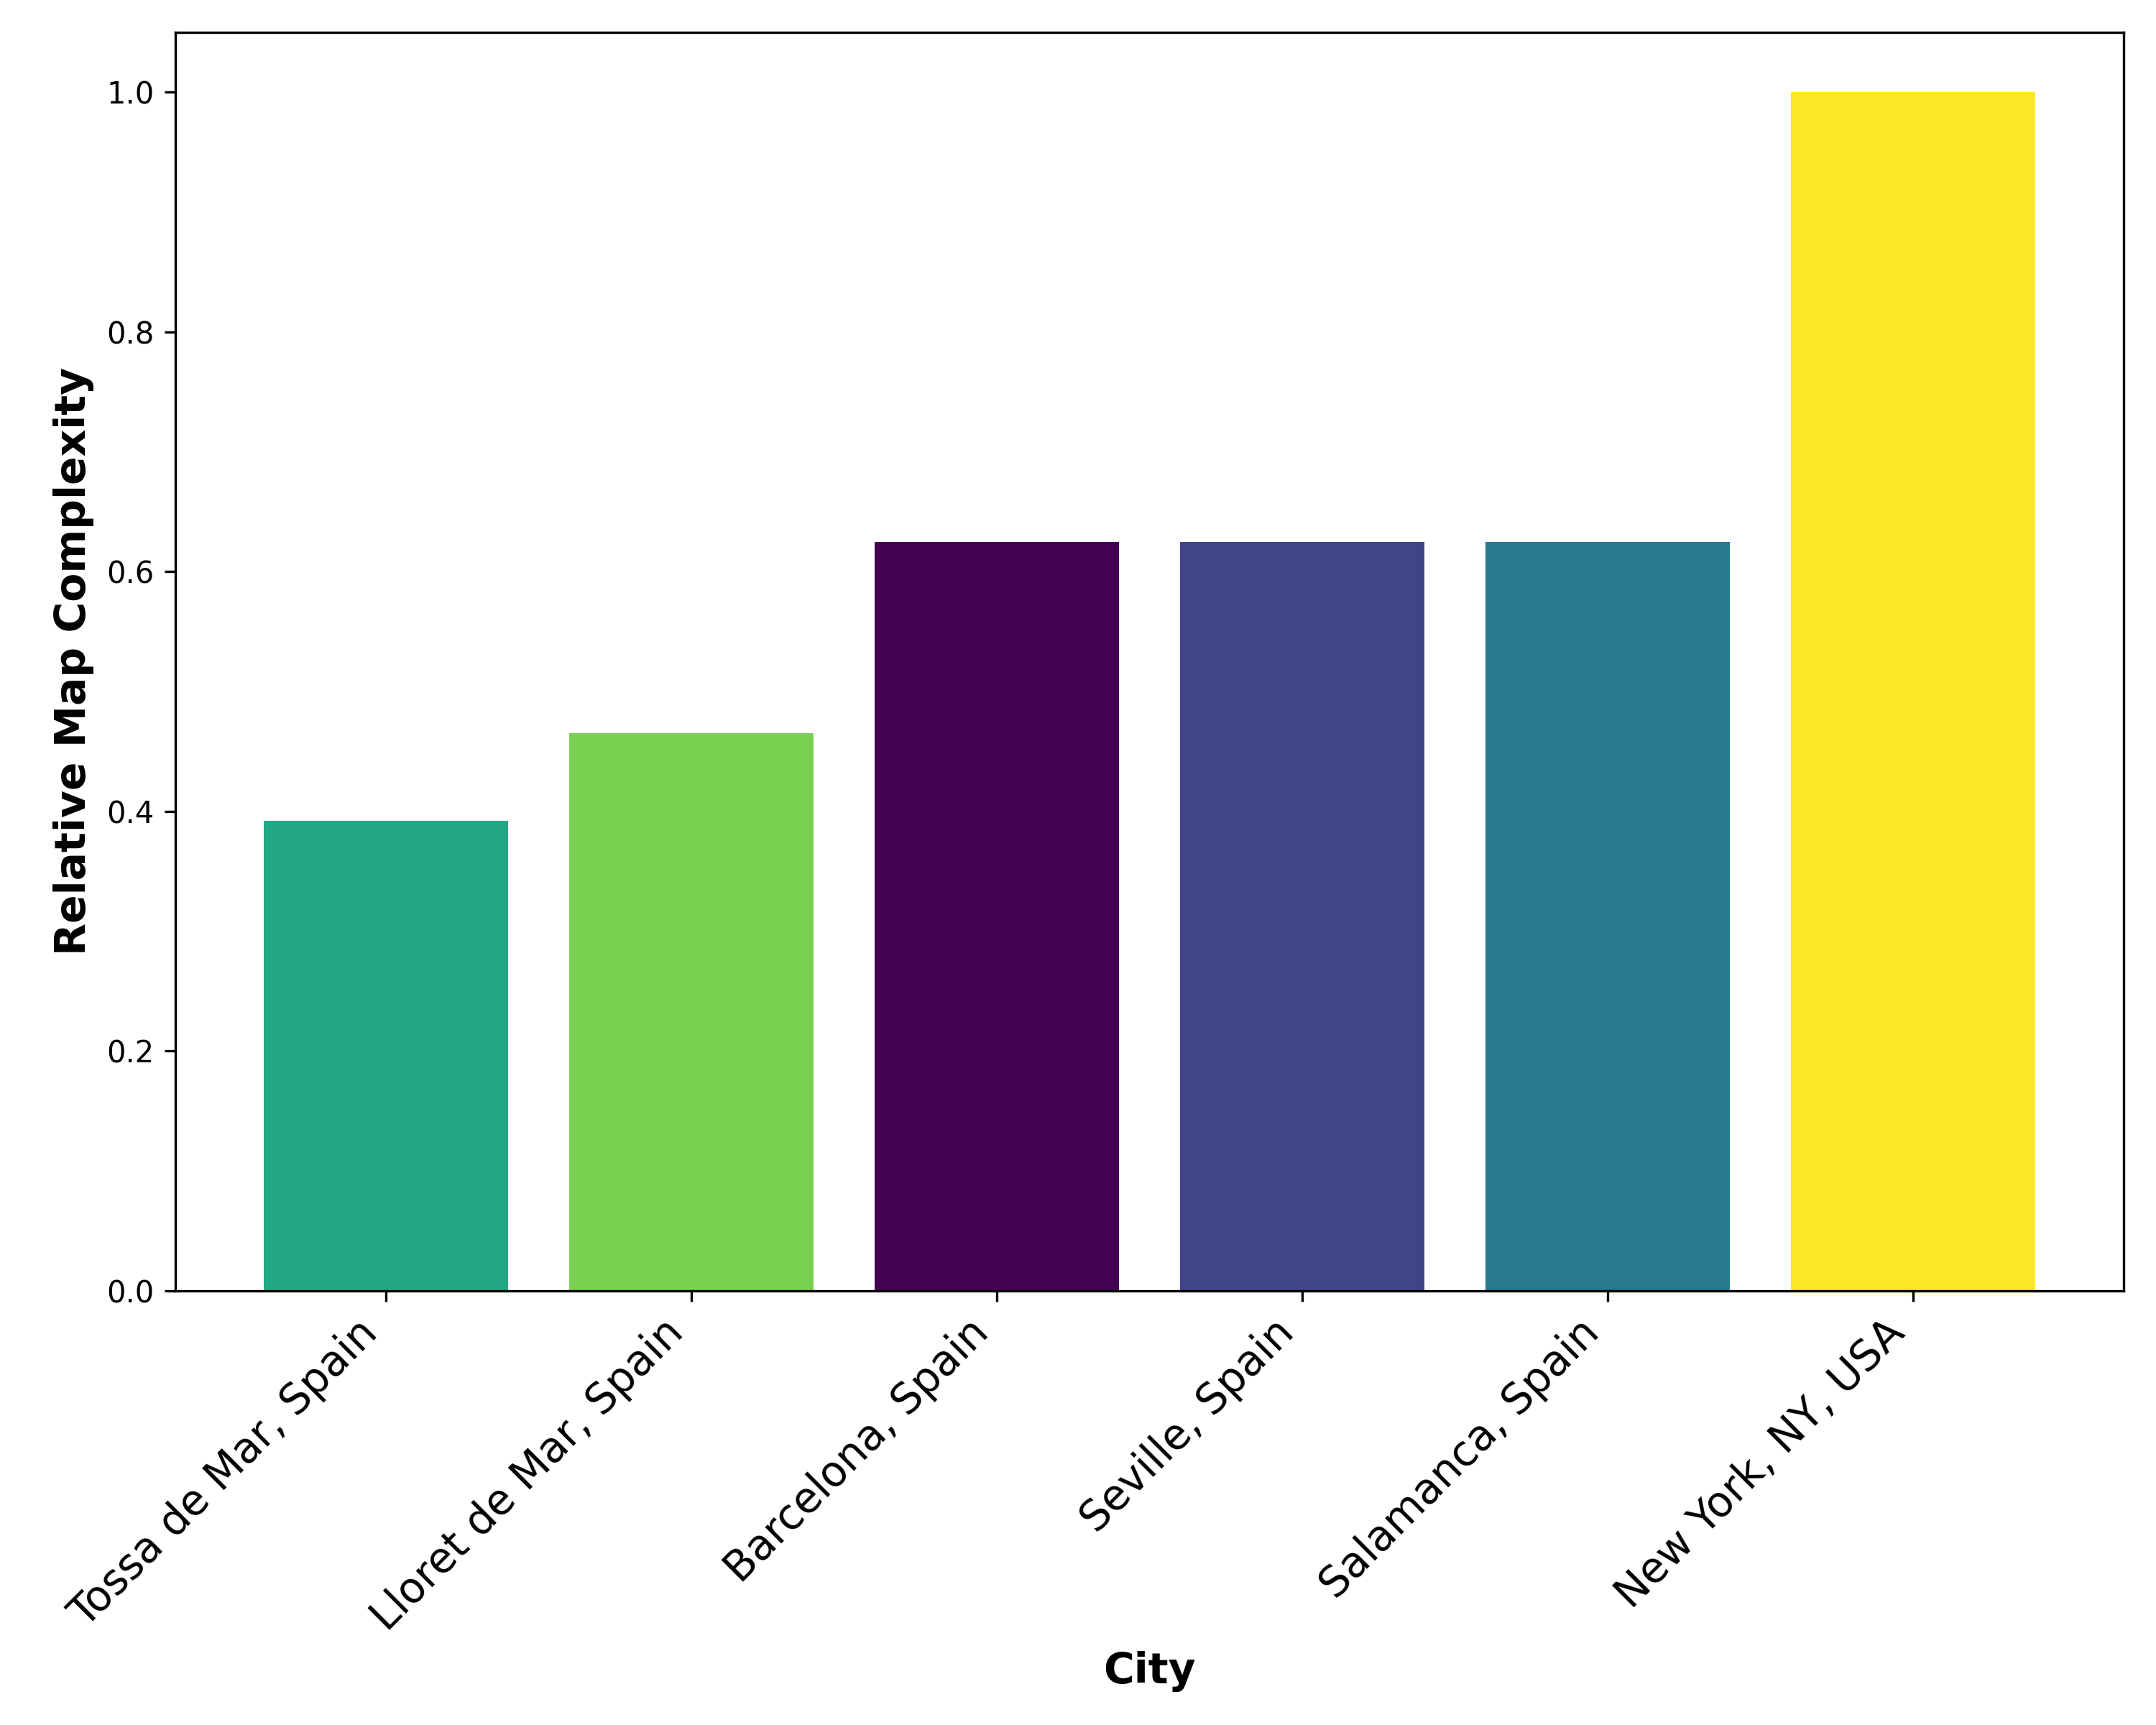 Relative Map Complexity
1.0
0.8
0.6
0.4
0.2
0.0
Tossa de Mar, Spain
Lloret de Mar, Spain
Barcelona, Spain
Seville, Spain
Salamanca, Spain
New York, NY, USA
City